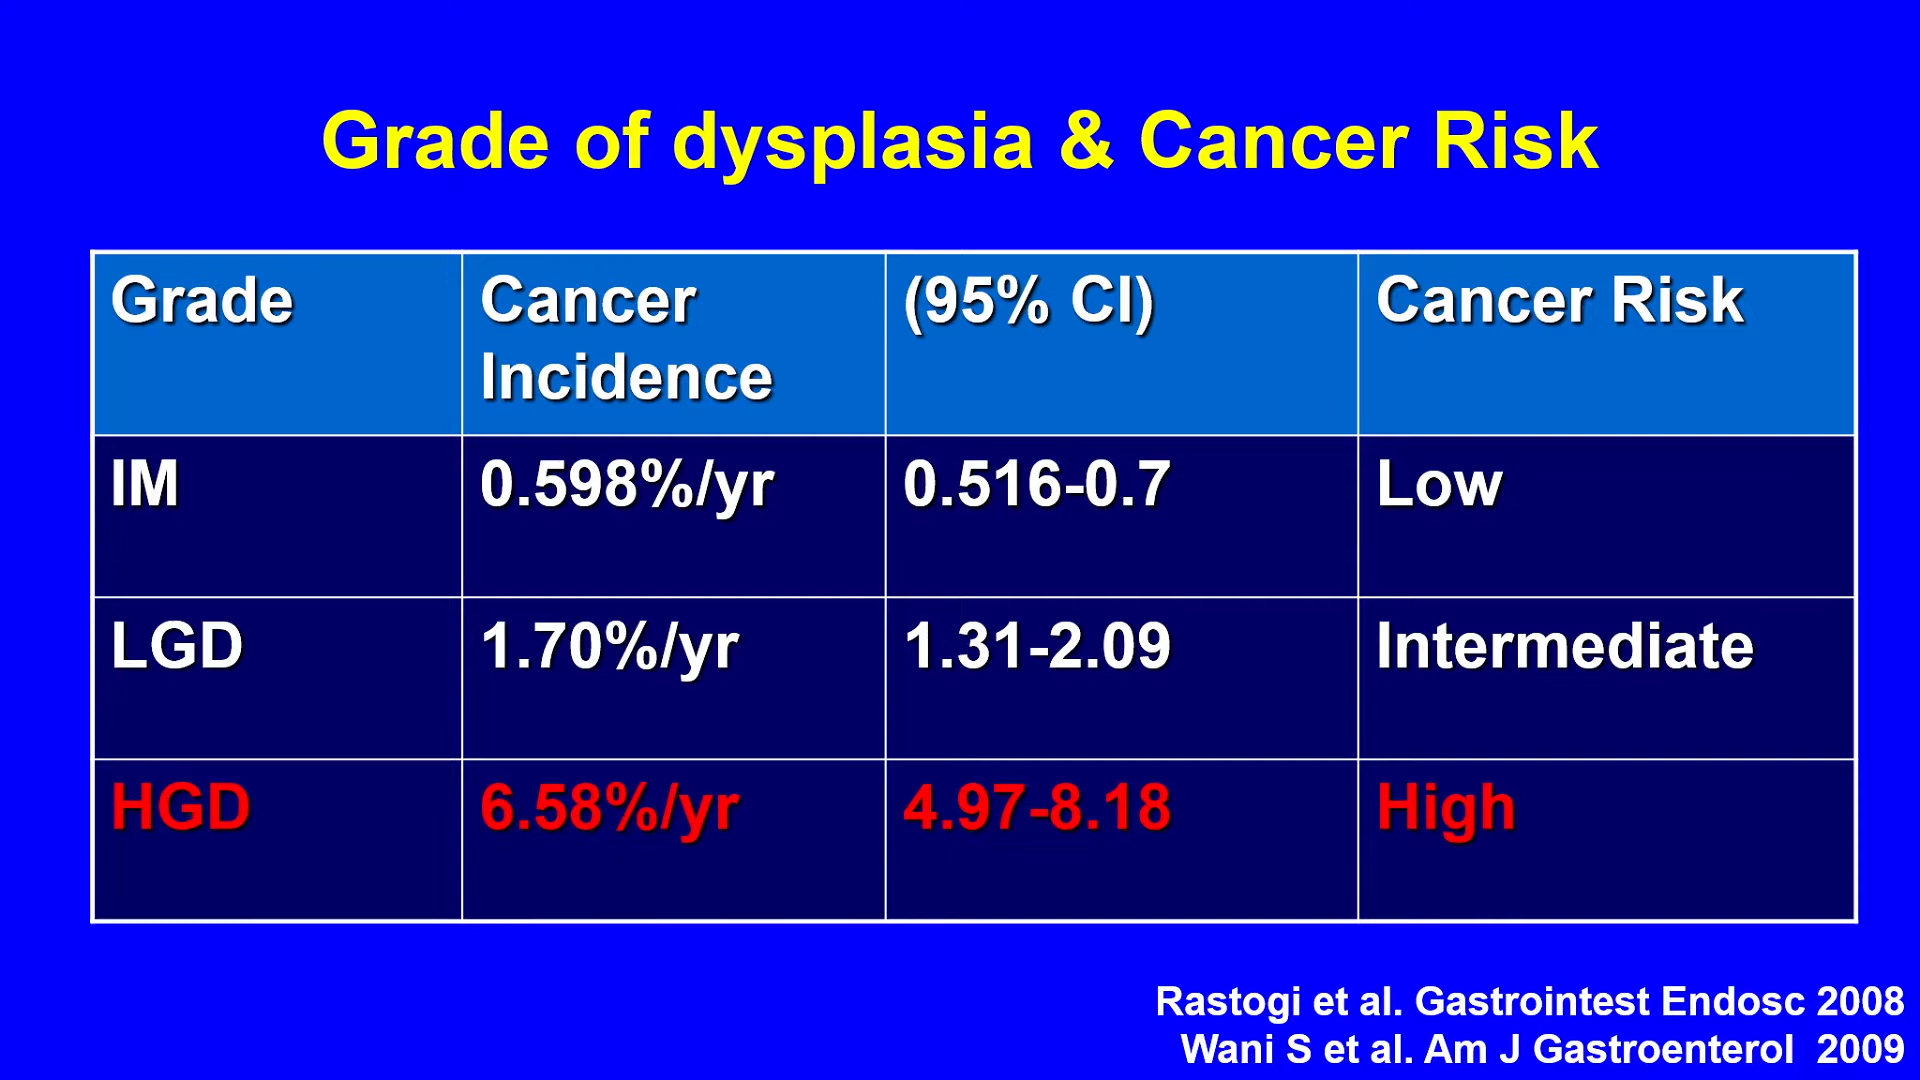 Grade of dysplasia & Cancer Risk
Grade
Cancer
Incidence
(95% CI)
Cancer Risk
IM
0.598%/yr
0.516-0.7
Low
LGD
1.70%/yr
1.31-2.09
Intermediate
HGD
6.58%/yr
4.97-8.18
High
Rastogi et al. Gastrointest Endosc 2008
Wani S et al. Am J Gastroenterol 2009